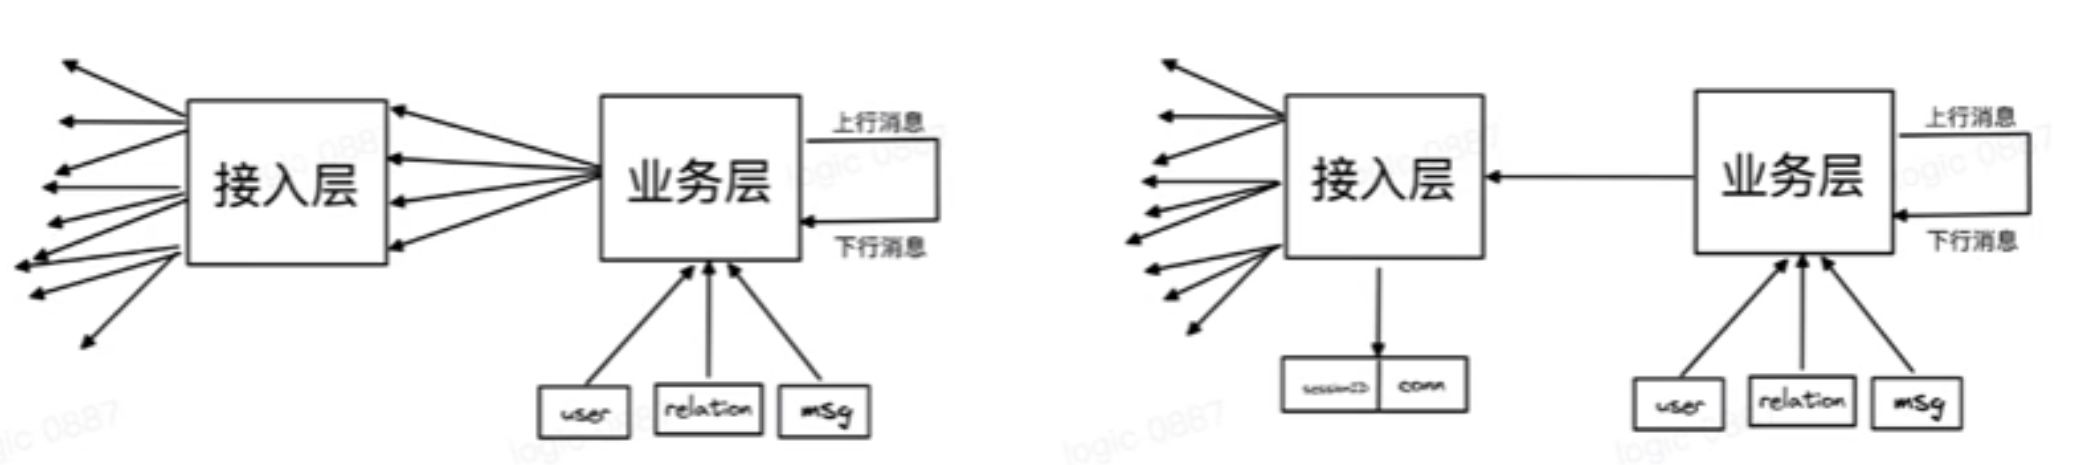 上行消息
接入层
业务层
下行消息
user
relation
msg
上行消息
接入层
业务层
下行消息
sessionID
conn
user
relation
msg
logic 0887
logic 0887